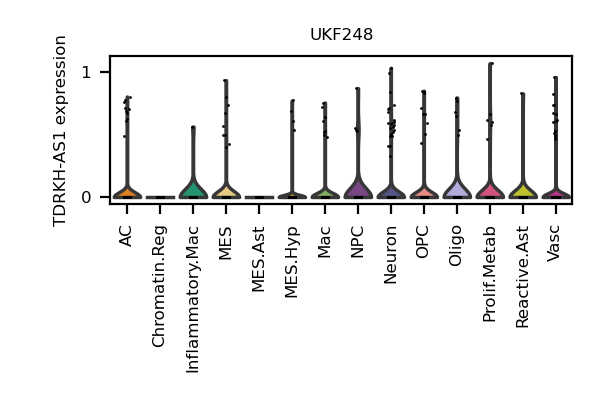 UKF248
TDRKH-AS1 expression
1
0
AC
Chromatin.Reg
Inflammatory.Mac
MES
MES.Ast
MES.Hyp
Mac
NPC
Neuron
OPC
Oligo
Prolif.Metab
Reactive.Ast
Vasc